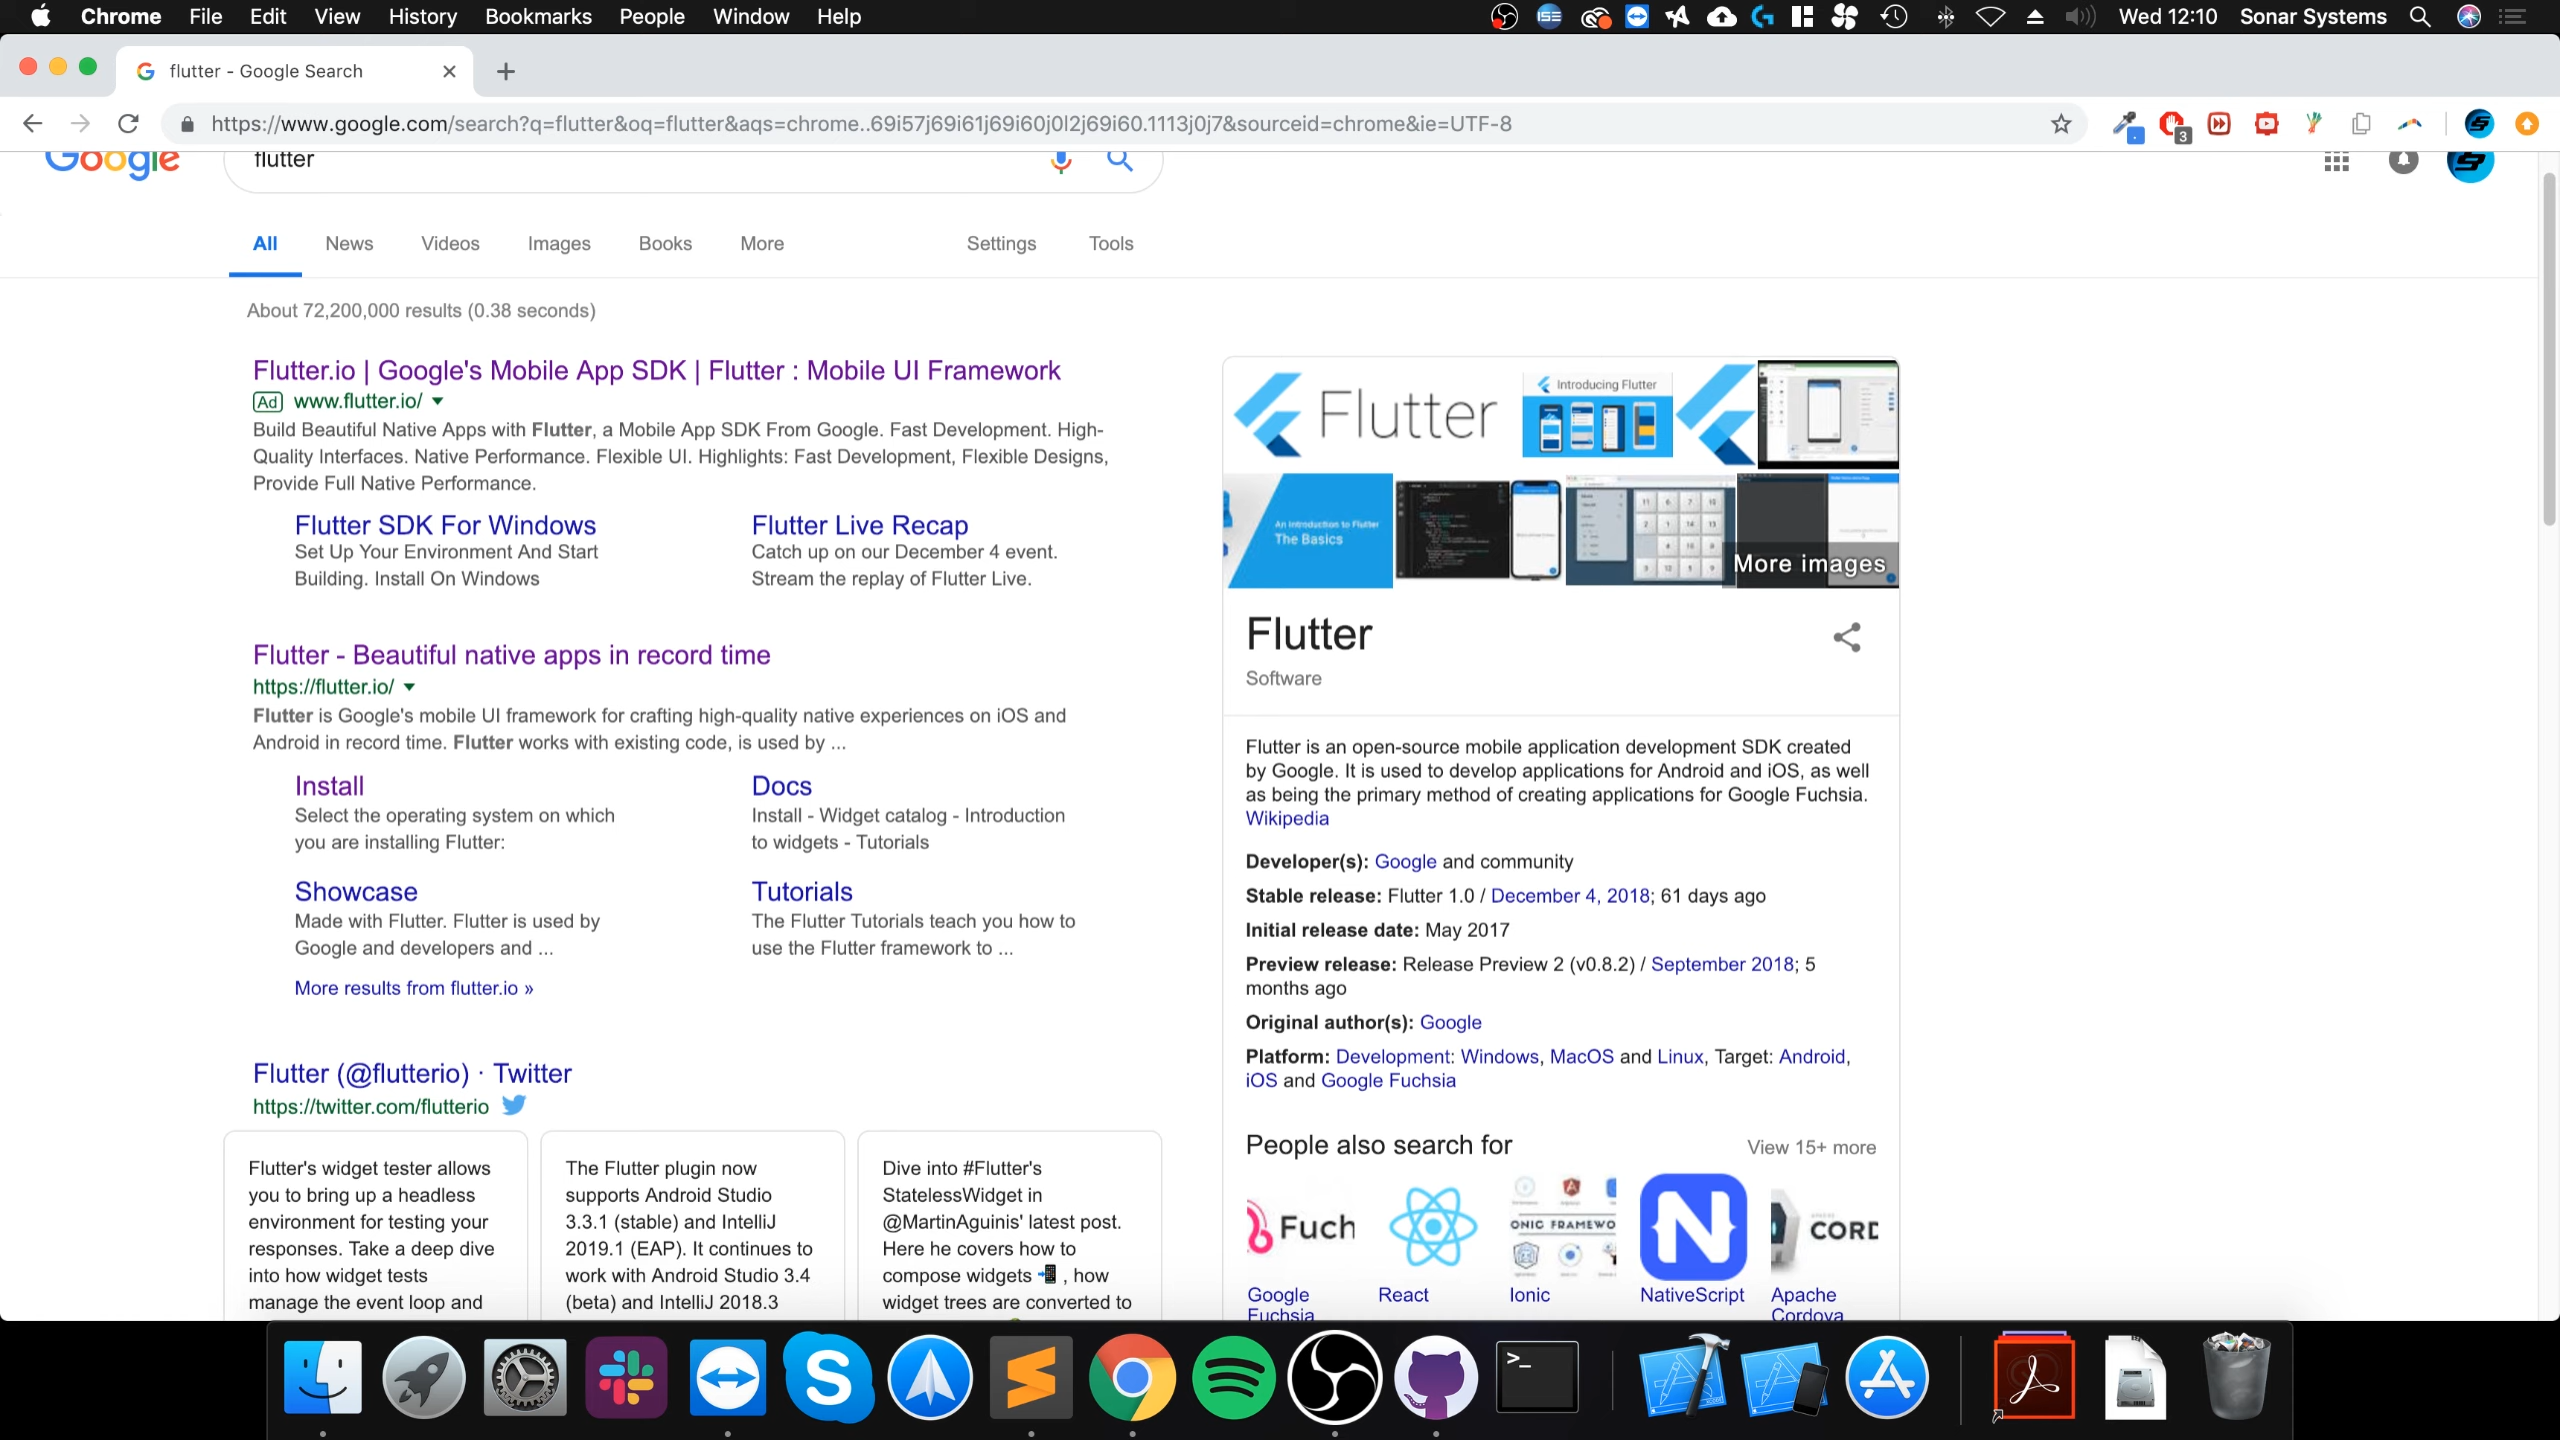 Chrome File Edit View History Bookmarks People Window Help
Wed 12:10 Sonar Systems
flutter - Google Search
https://www.google.com/search?q=flutter&oq=flutter&aqs=chrome..69i57j69i61j69i60j0l2j69i60.1113j0j7&sourceid=chrome&ie=UTF-8
3
Google
flutter
All News Videos Images Books More Settings Tools
About 72,200,000 results (0.38 seconds)
Flutter.io | Google's Mobile App SDK | Flutter : Mobile UI Framework
Ad www.flutter.io/
Build Beautiful Native Apps with Flutter, a Mobile App SDK From Google. Fast Development. High-
Quality Interfaces. Native Performance. Flexible UI. Highlights: Fast Development, Flexible Designs,
Provide Full Native Performance.
Flutter SDK For Windows
Set Up Your Environment And Start
Building. Install On Windows
Flutter Live Recap
Catch up on our December 4 event.
Stream the replay of Flutter Live.
Flutter - Beautiful native apps in record time
https://flutter.io/
Flutter is Google's mobile UI framework for crafting high-quality native experiences on iOS and
Android in record time. Flutter works with existing code, is used by ...
Install
Select the operating system on which
you are installing Flutter:
Docs
Install - Widget catalog - Introduction
to widgets - Tutorials
Showcase
Made with Flutter. Flutter is used by
Google and developers and ...
Tutorials
The Flutter Tutorials teach you how to
use the Flutter framework to ...
More results from flutter.io »
Flutter (@flutterio) · Twitter
https://twitter.com/flutterio
Flutter's widget tester allows
you to bring up a headless
environment for testing your
responses. Take a deep dive
into how widget tests
manage the event loop and
The Flutter plugin now
supports Android Studio
3.3.1 (stable) and IntelliJ
2019.1 (EAP). It continues to
work with Android Studio 3.4
(beta) and IntelliJ 2018.3
Dive into #Flutter's
StatelessWidget in
@MartinAguinis' latest post.
Here he covers how to
compose widgets 📲 , how
widget trees are converted to
Flutter
Introducing Flutter
An introduction to Flutter
The Basics
More images
Flutter
Software
Flutter is an open-source mobile application development SDK created
by Google. It is used to develop applications for Android and iOS, as well
as being the primary method of creating applications for Google Fuchsia.
Wikipedia
Developer(s): Google and community
Stable release: Flutter 1.0 / December 4, 2018; 61 days ago
Initial release date: May 2017
Preview release: Release Preview 2 (v0.8.2) / September 2018; 5
months ago
Original author(s): Google
Platform: Development: Windows, MacOS and Linux, Target: Android,
iOS and Google Fuchsia
People also search for
View 15+ more
Fuch
ONIC FRAMEWO
N
CORD
Google
Fuchsia
React
Ionic
NativeScript
Apache
Cordova